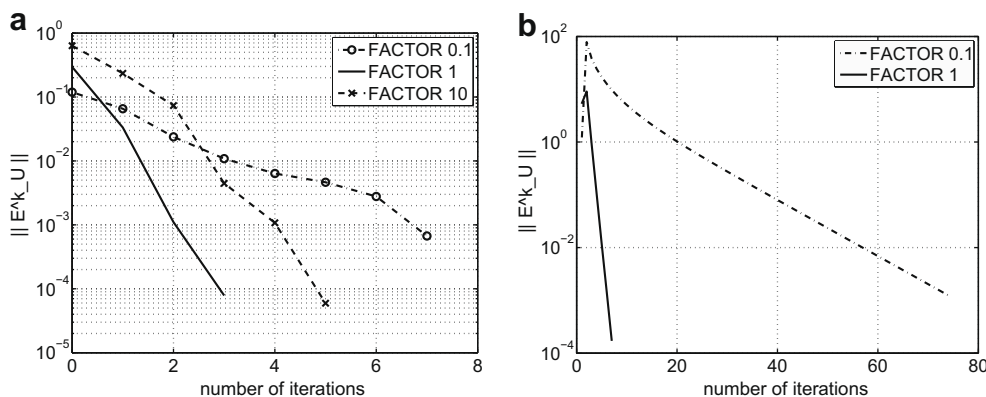 a
10^0
10^−1
10^−2
10^−3
10^−4
10^−5
|| E^k_U ||
0 2 4 6 8
number of iterations
FACTOR 0.1
FACTOR 1
FACTOR 10
b
10^2
10^0
10^−2
10^−4
|| E^k_U ||
0 20 40 60 80
number of iterations
FACTOR 0.1
FACTOR 1